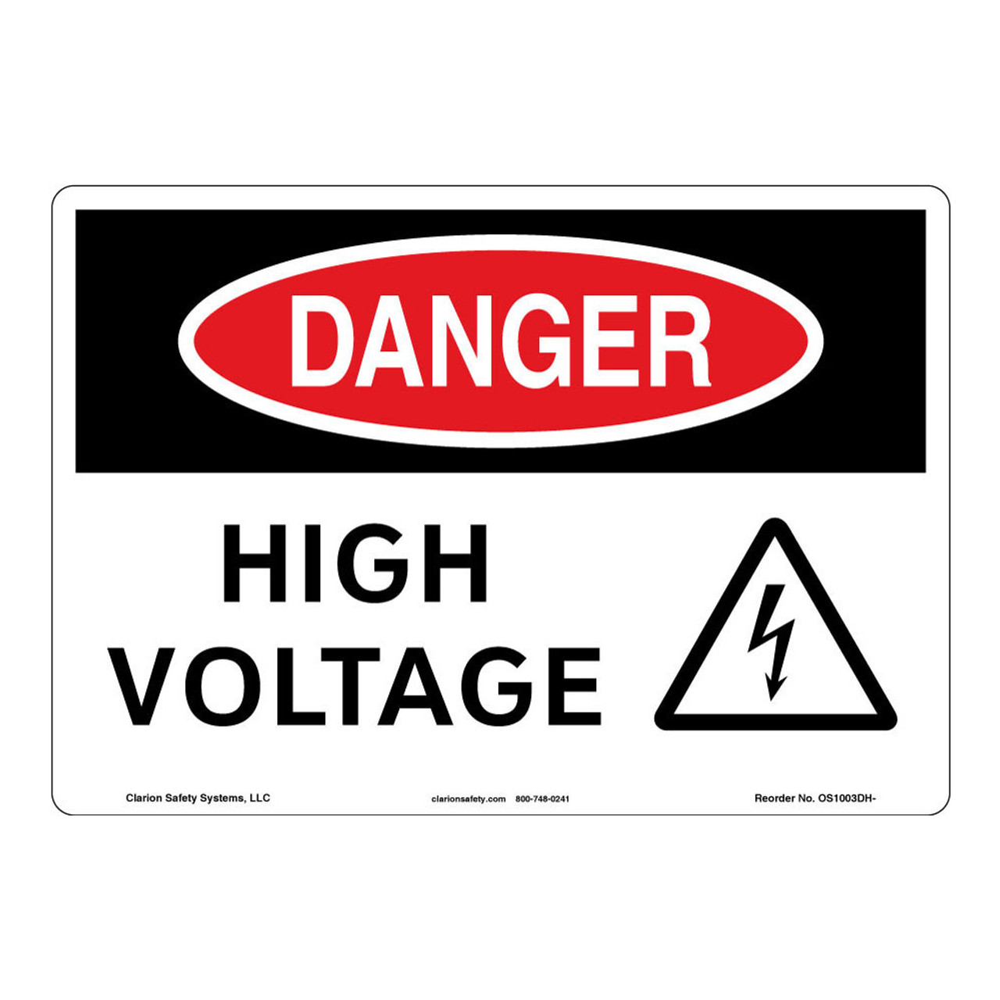 DANGER
HIGH
VOLTAGE
Clarion Safety Systems, LLC clarionsafety.com 800-748-0241 Reorder No. OS1003DH-